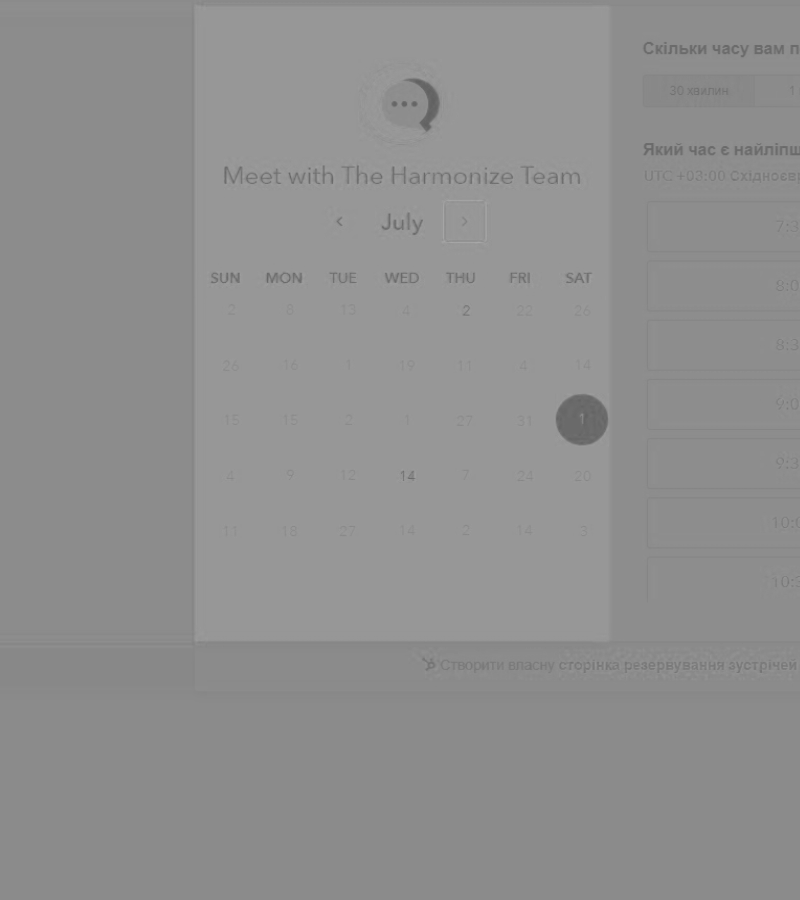 Meet with The Harmonize Team
July
SUN MON TUE WED THU FRI SAT
2 8 13 4 2 22 26
26 16 1 19 11 4 14
15 15 2 1 27 31 1
4 9 12 14 7 24 20
11 18 27 14 2 14 3
Скільки часу вам п
30 хвилин 1
Який час є найліпш
UTC +03:00 Східноєвр
7:3
8:0
8:3
9:0
9:3
10:0
10:3
Створити власну сторінка резервування зустрічей